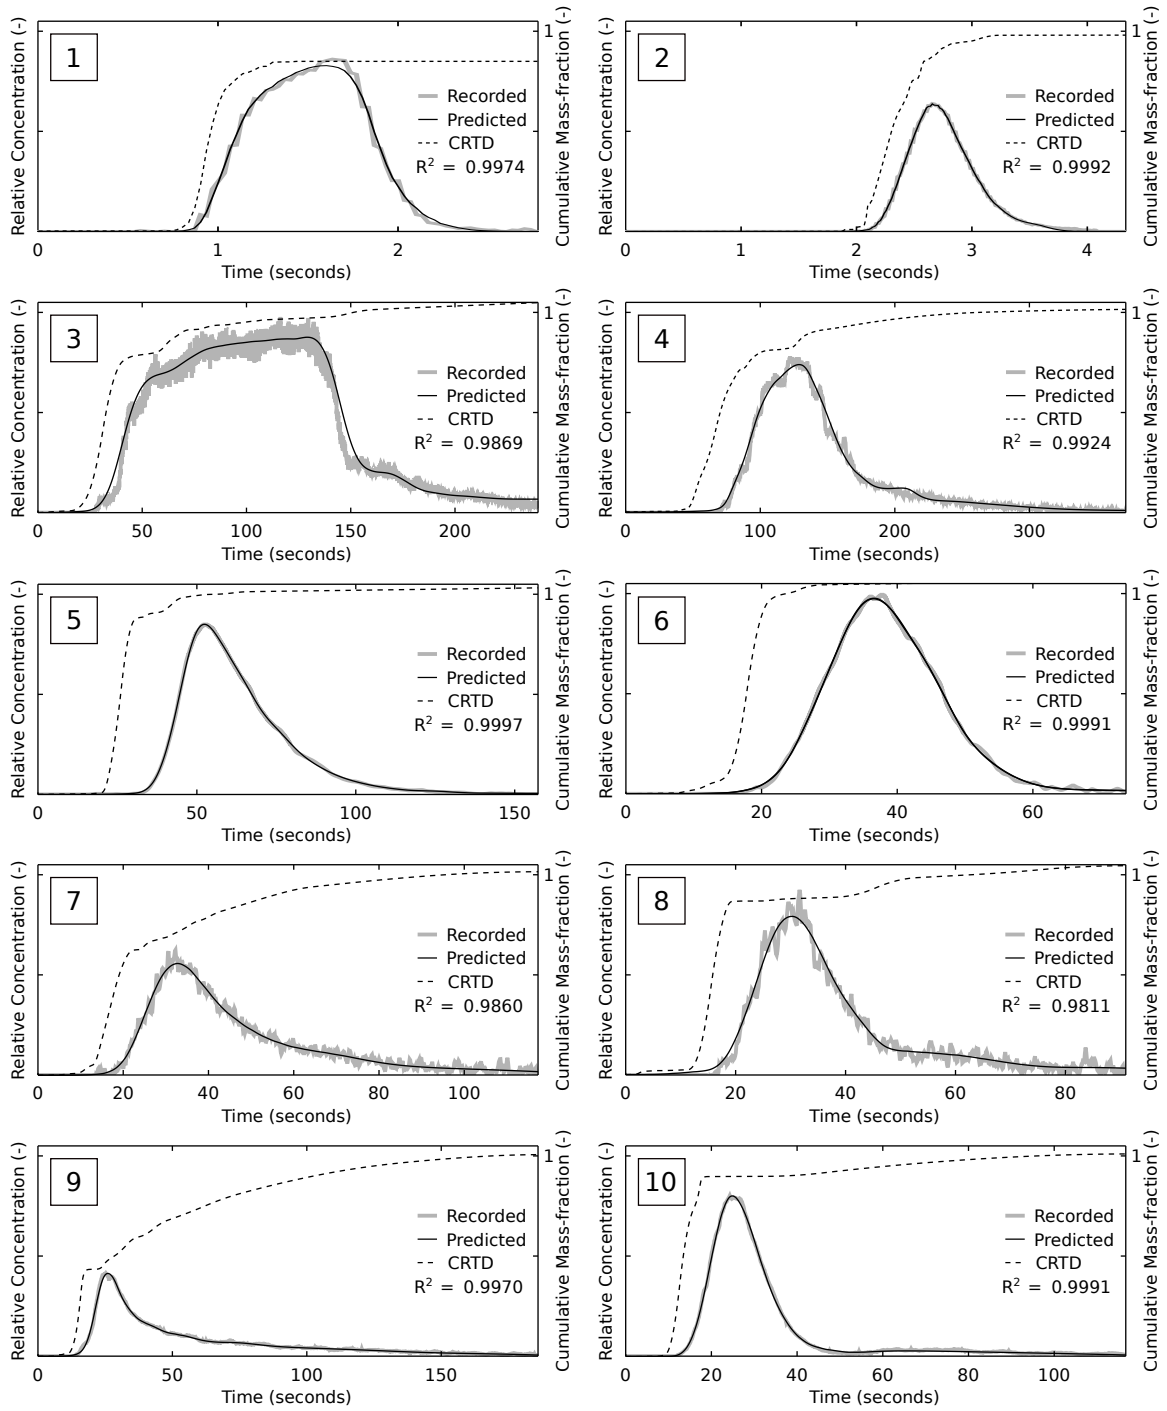 1
Relative Concentration (-)
Cumulative Mass-fraction (-)
1
Recorded
Predicted
CRTD
R² = 0.9974
0 1 2
Time (seconds)
2
Relative Concentration (-)
Cumulative Mass-fraction (-)
1
Recorded
Predicted
CRTD
R² = 0.9992
0 1 2 3 4
Time (seconds)
3
Relative Concentration (-)
Cumulative Mass-fraction (-)
1
Recorded
Predicted
CRTD
R² = 0.9869
0 50 100 150 200
Time (seconds)
4
Relative Concentration (-)
Cumulative Mass-fraction (-)
1
Recorded
Predicted
CRTD
R² = 0.9924
0 100 200 300
Time (seconds)
5
Relative Concentration (-)
Cumulative Mass-fraction (-)
1
Recorded
Predicted
CRTD
R² = 0.9997
0 50 100 150
Time (seconds)
6
Relative Concentration (-)
Cumulative Mass-fraction (-)
1
Recorded
Predicted
CRTD
R² = 0.9991
0 20 40 60
Time (seconds)
7
Relative Concentration (-)
Cumulative Mass-fraction (-)
1
Recorded
Predicted
CRTD
R² = 0.9860
0 20 40 60 80 100
Time (seconds)
8
Relative Concentration (-)
Cumulative Mass-fraction (-)
1
Recorded
Predicted
CRTD
R² = 0.9811
0 20 40 60 80
Time (seconds)
9
Relative Concentration (-)
Cumulative Mass-fraction (-)
1
Recorded
Predicted
CRTD
R² = 0.9970
0 50 100 150
Time (seconds)
10
Relative Concentration (-)
Cumulative Mass-fraction (-)
1
Recorded
Predicted
CRTD
R² = 0.9991
0 20 40 60 80 100
Time (seconds)